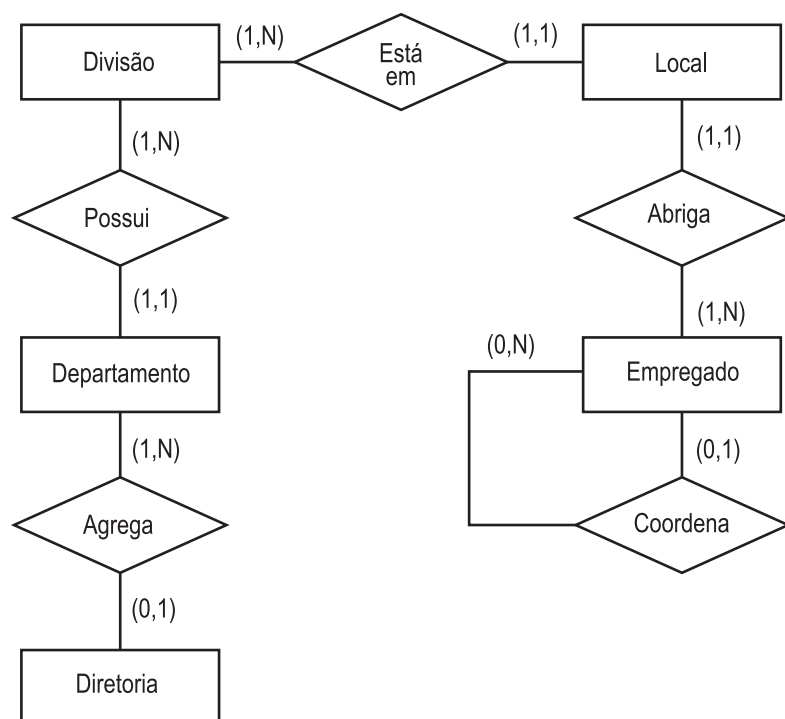 Divisão
(1,N)
Está
em
(1,1)
Local
(1,N)
(1,1)
Possui
Abriga
(1,1)
(1,N)
Departamento
(0,N)
Empregado
(1,N)
(0,1)
Agrega
Coordena
(0,1)
Diretoria